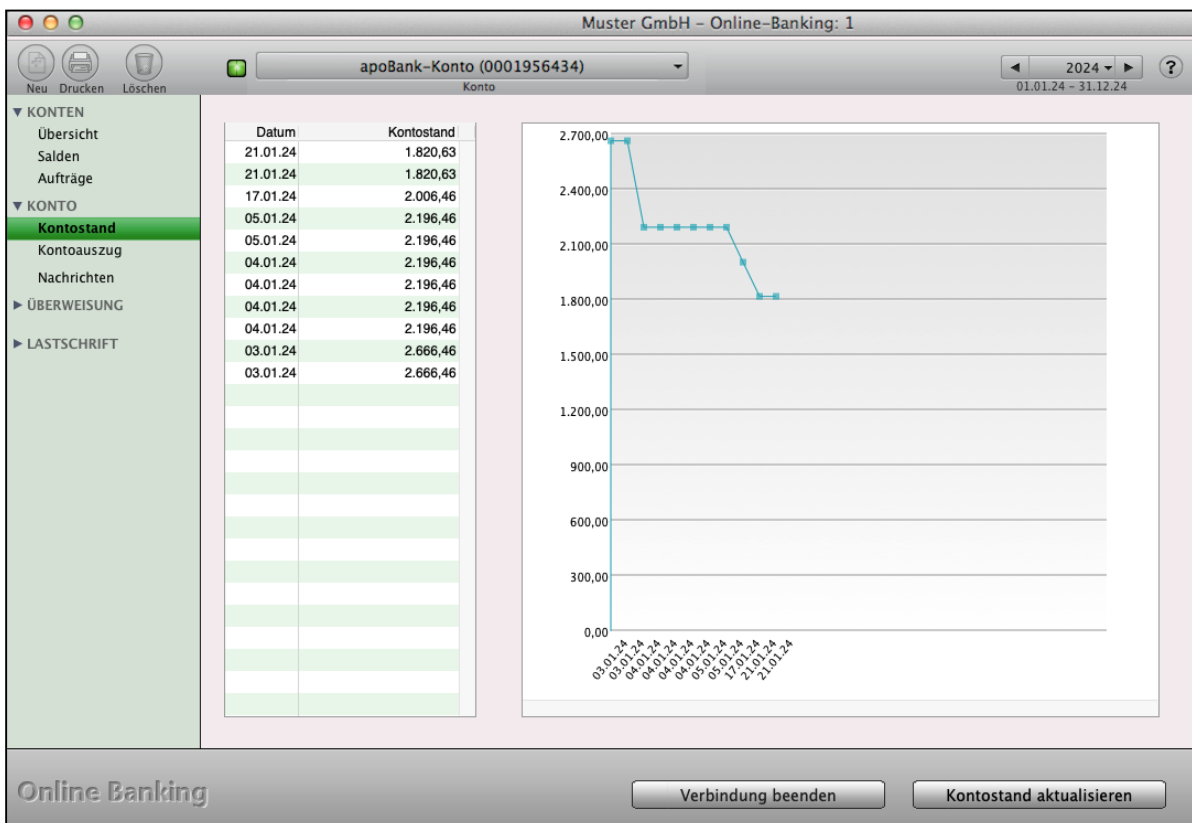 Muster GmbH – Online-Banking: 1
Neu Drucken Löschen
apoBank-Konto (0001956434)
Konto
2024
01.01.24 – 31.12.24
?
KONTEN
Übersicht
Salden
Aufträge
KONTO
Kontostand
Kontoauszug
Nachrichten
ÜBERWEISUNG
LASTSCHRIFT
Datum Kontostand
21.01.24 1.820,63
21.01.24 1.820,63
17.01.24 2.006,46
05.01.24 2.196,46
05.01.24 2.196,46
04.01.24 2.196,46
04.01.24 2.196,46
04.01.24 2.196,46
04.01.24 2.196,46
03.01.24 2.666,46
03.01.24 2.666,46
2.700,00
2.400,00
2.100,00
1.800,00
1.500,00
1.200,00
900,00
600,00
300,00
0,00
03.01.24
03.01.24
04.01.24
04.01.24
04.01.24
04.01.24
05.01.24
05.01.24
17.01.24
21.01.24
21.01.24
Online Banking
Verbindung beenden
Kontostand aktualisieren